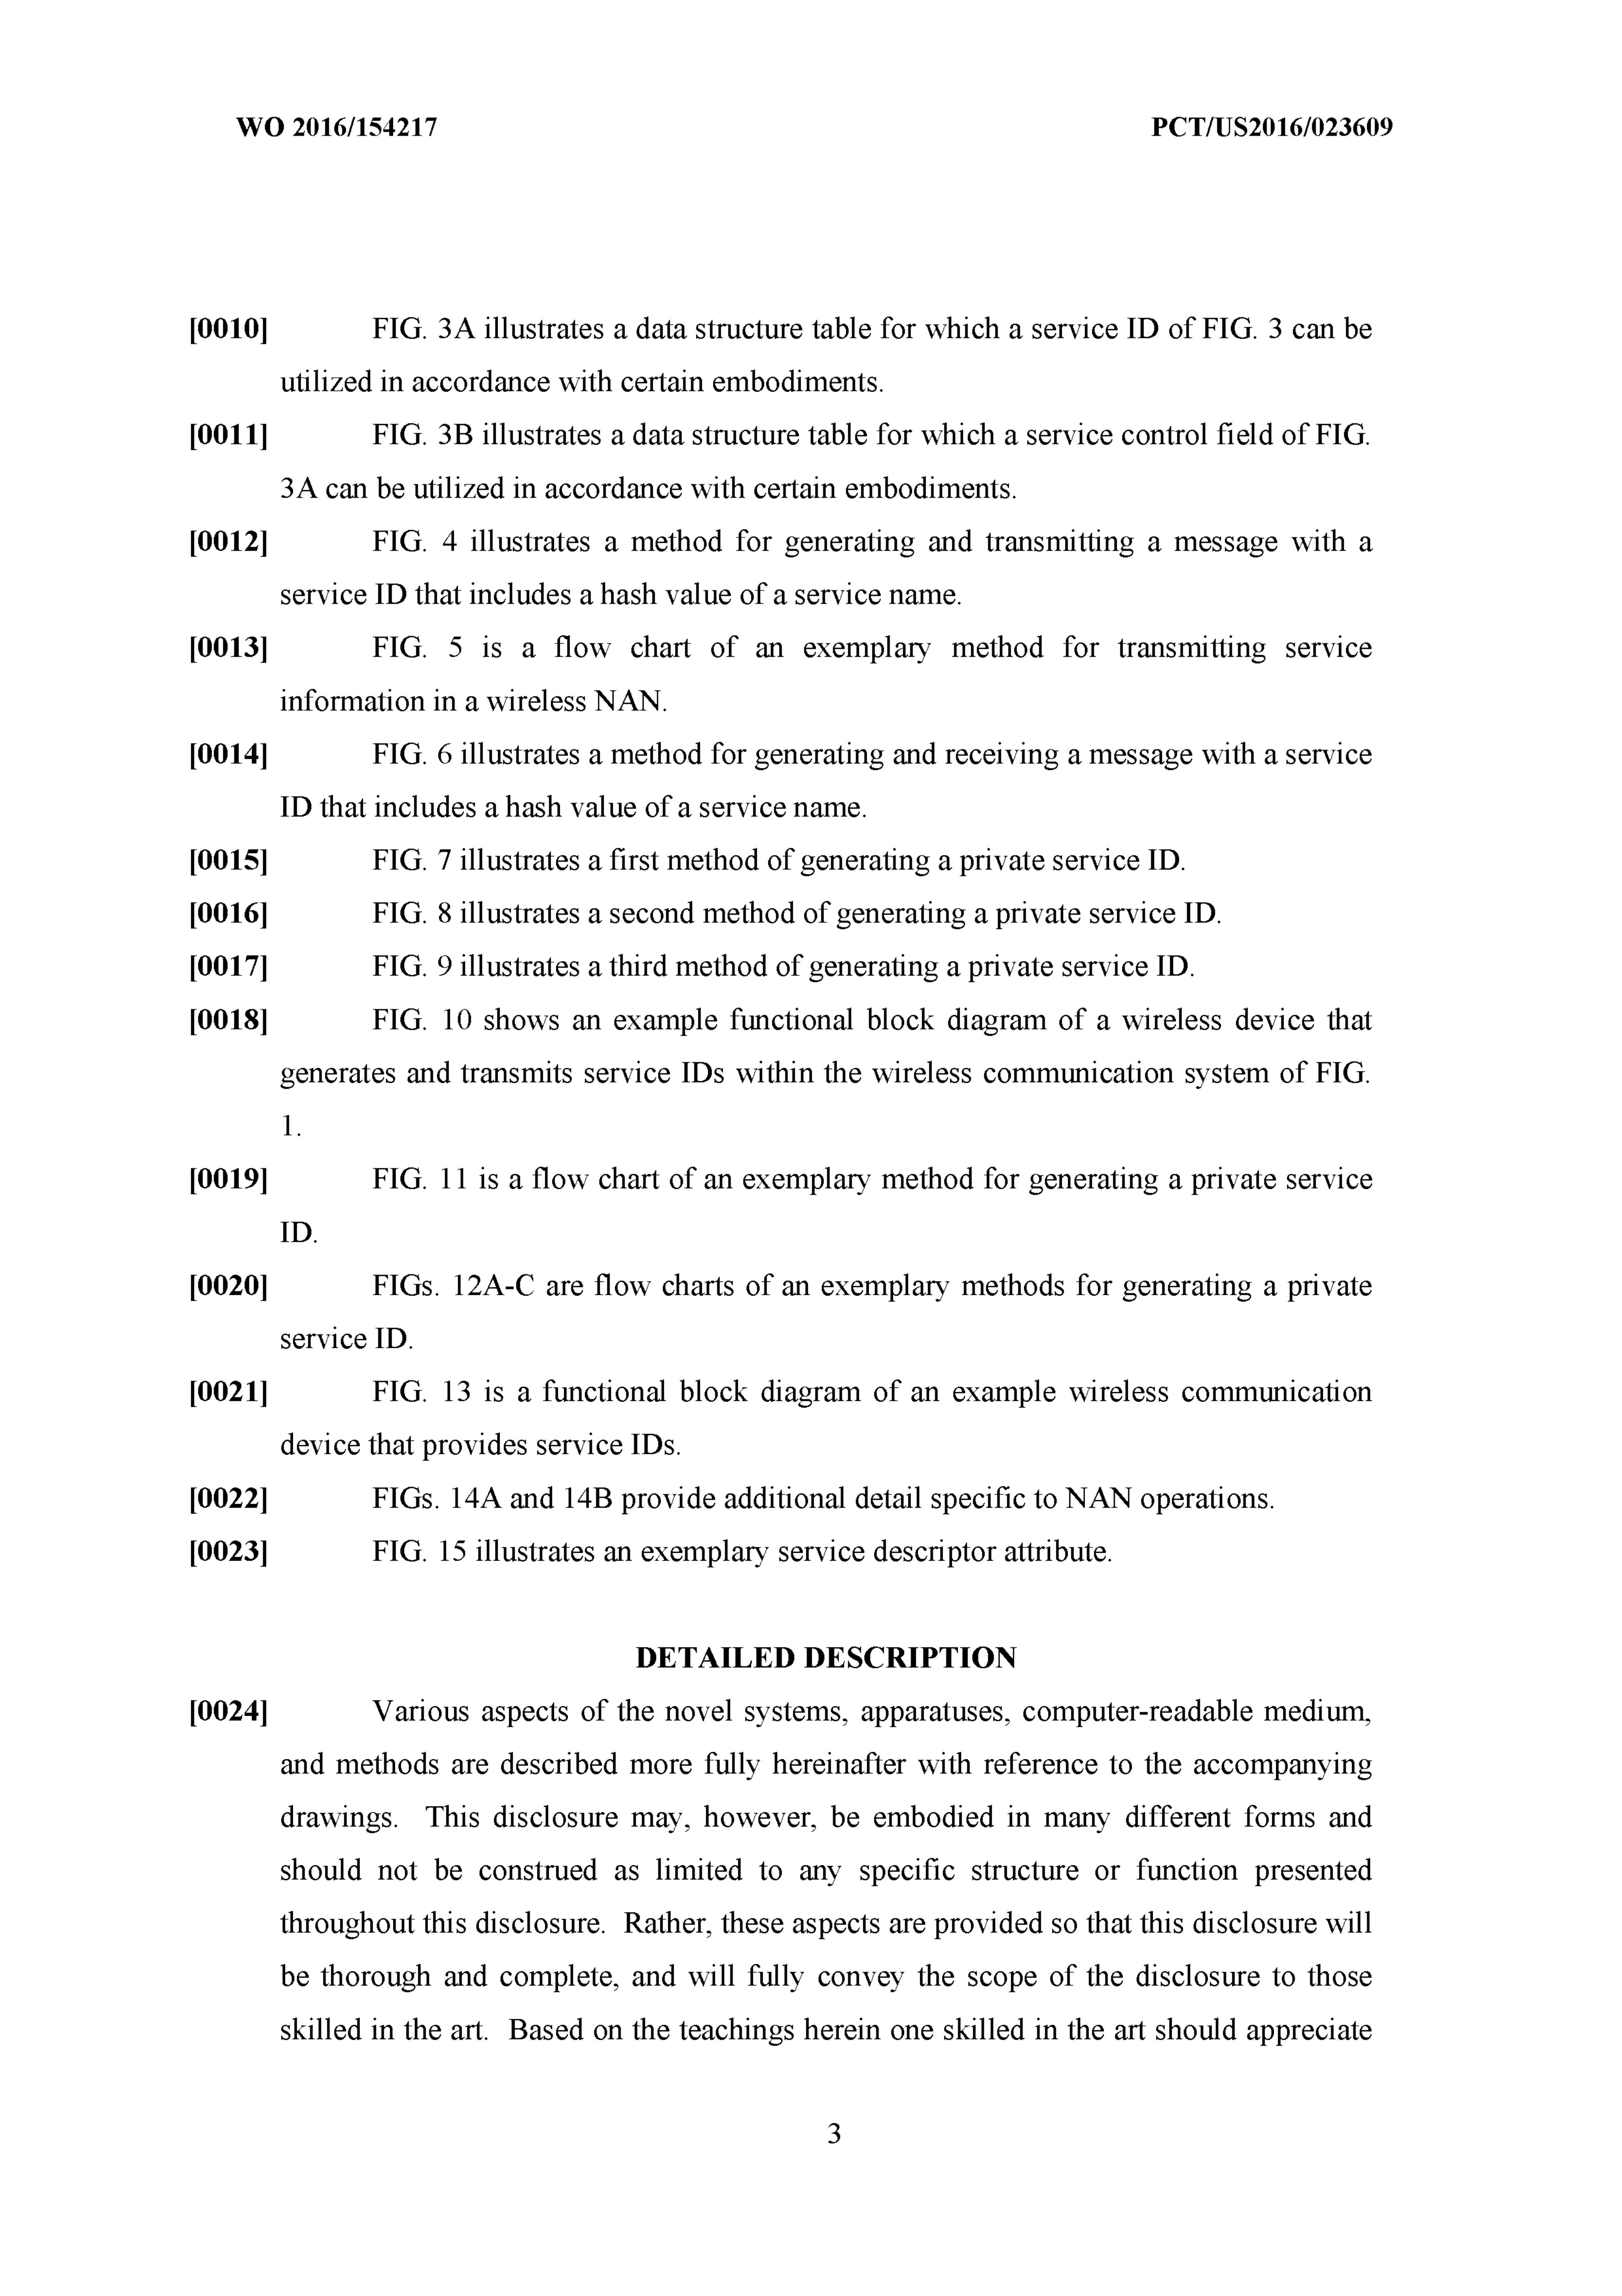 WO 2016/154217 PCT/US2016/023609
[0010] FIG. 3A illustrates a data structure table for which a service ID of FIG. 3 can be
utilized in accordance with certain embodiments.
[0011] FIG. 3B illustrates a data structure table for which a service control field of FIG.
3A can be utilized in accordance with certain embodiments.
[0012] FIG. 4 illustrates a method for generating and transmitting a message with a
service ID that includes a hash value of a service name.
[0013] FIG. 5 is a flow chart of an exemplary method for transmitting service
information in a wireless NAN.
[0014] FIG. 6 illustrates a method for generating and receiving a message with a service
ID that includes a hash value of a service name.
[0015] FIG. 7 illustrates a first method of generating a private service ID.
[0016] FIG. 8 illustrates a second method of generating a private service ID.
[0017] FIG. 9 illustrates a third method of generating a private service ID.
[0018] FIG. 10 shows an example functional block diagram of a wireless device that
generates and transmits service IDs within the wireless communication system of FIG.
1.
[0019] FIG. 11 is a flow chart of an exemplary method for generating a private service
ID.
[0020] FIGs. 12A-C are flow charts of an exemplary methods for generating a private
service ID.
[0021] FIG. 13 is a functional block diagram of an example wireless communication
device that provides service IDs.
[0022] FIGs. 14A and 14B provide additional detail specific to NAN operations.
[0023] FIG. 15 illustrates an exemplary service descriptor attribute.
DETAILED DESCRIPTION
[0024] Various aspects of the novel systems, apparatuses, computer-readable medium,
and methods are described more fully hereinafter with reference to the accompanying
drawings. This disclosure may, however, be embodied in many different forms and
should not be construed as limited to any specific structure or function presented
throughout this disclosure. Rather, these aspects are provided so that this disclosure will
be thorough and complete, and will fully convey the scope of the disclosure to those
skilled in the art. Based on the teachings herein one skilled in the art should appreciate
3